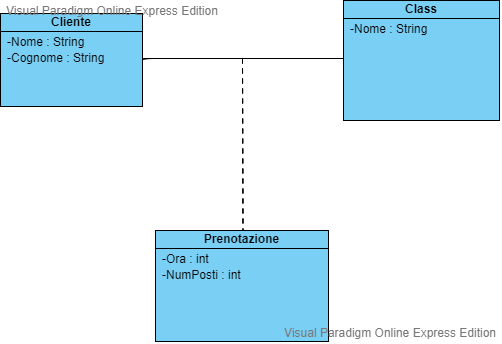 Visual Paradigm Online Express Edition
Cliente
-Nome : String
-Cognome : String
Class
-Nome : String
Prenotazione
-Ora : int
-NumPosti : int
Visual Paradigm Online Express Edition